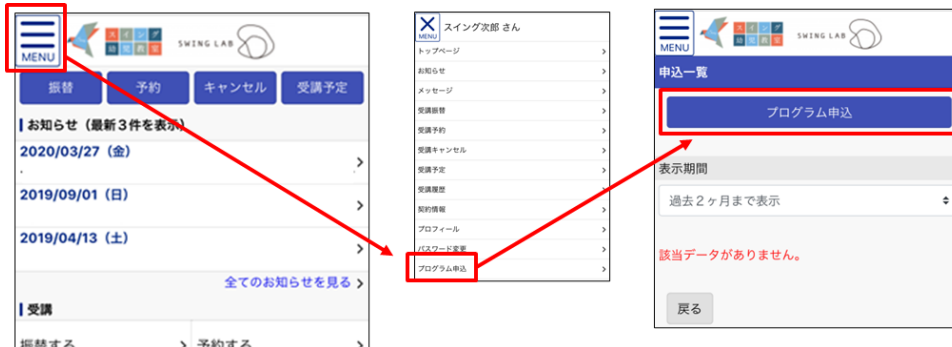 MENU
スイング
幼児教室
SWING LAB
振替
予約
キャンセル
受講予定
お知らせ（最新３件を表示）
2020/03/27（金）
2019/09/01（日）
2019/04/13（土）
全てのお知らせを見る
受講
振替する
予約する
MENU
スイング次郎 さん
トップページ
お知らせ
メッセージ
受講振替
受講予約
受講キャンセル
受講予定
受講履歴
契約情報
プロフィール
パスワード変更
プログラム申込
MENU
スイング
幼児教室
SWING LAB
申込一覧
プログラム申込
表示期間
過去２ヶ月まで表示
該当データがありません。
戻る